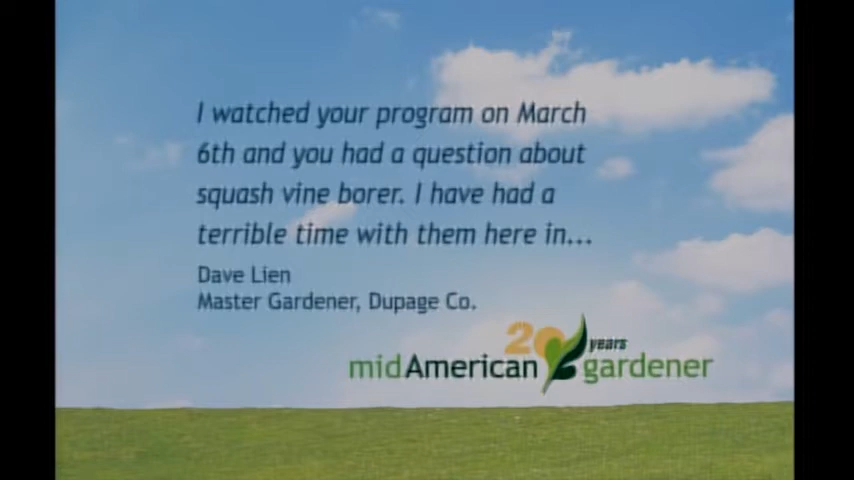 I watched your program on March
6th and you had a question about
squash vine borer. I have had a
terrible time with them here in...
Dave Lien
Master Gardener, Dupage Co.
20 years
midAmerican gardener